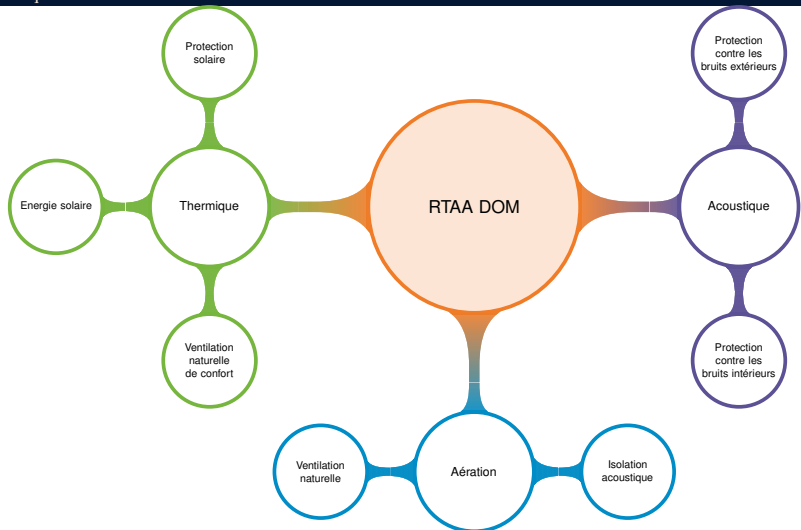 Protection
solaire
Energie solaire
Thermique
Ventilation
naturelle
de confort
RTAA DOM
Protection
contre les
bruits extérieurs
Acoustique
Protection
contre les
bruits intérieurs
Ventilation
naturelle
Aération
Isolation
acoustique